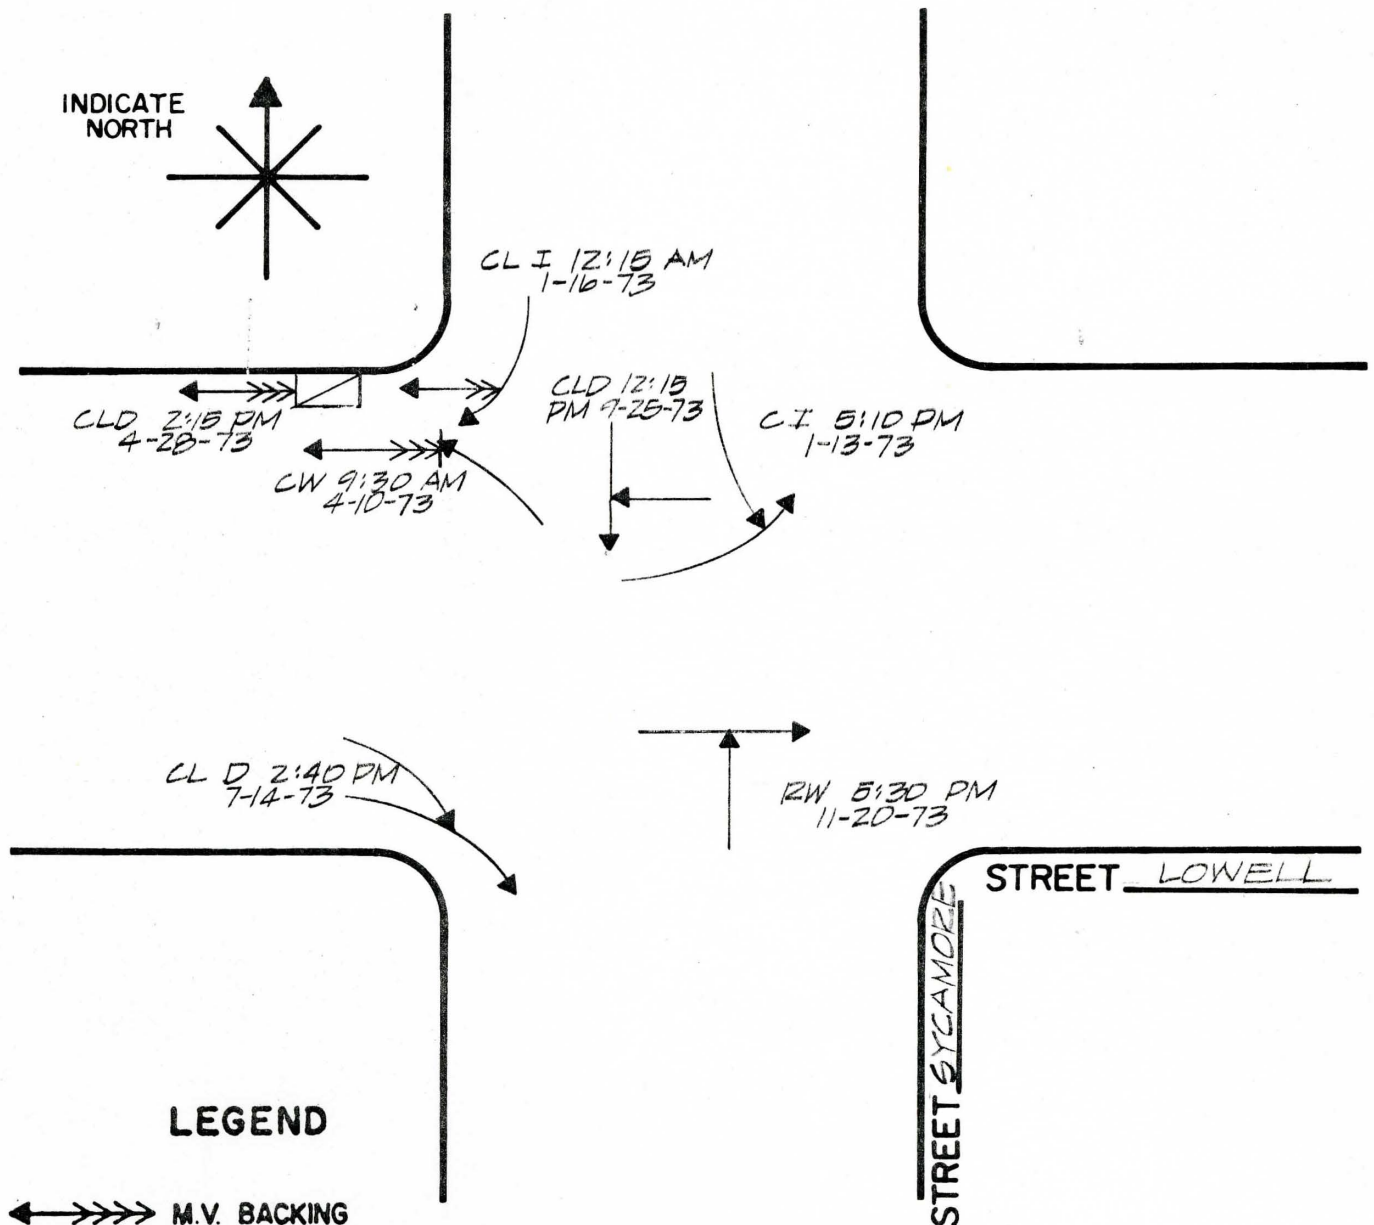 INDICATE
NORTH
CL I 12:15 AM
1-16-73
CLD 2:15 PM
4-28-73
CLD 12:15
PM 9-25-73
C I 5:10 PM
1-13-73
CW 9:30 AM
4-10-73
CL D 2:40 PM
7-14-73
RW 5:30 PM
11-20-73
STREET LOWELL
STREET SYCAMORE
LEGEND
M.V. BACKING